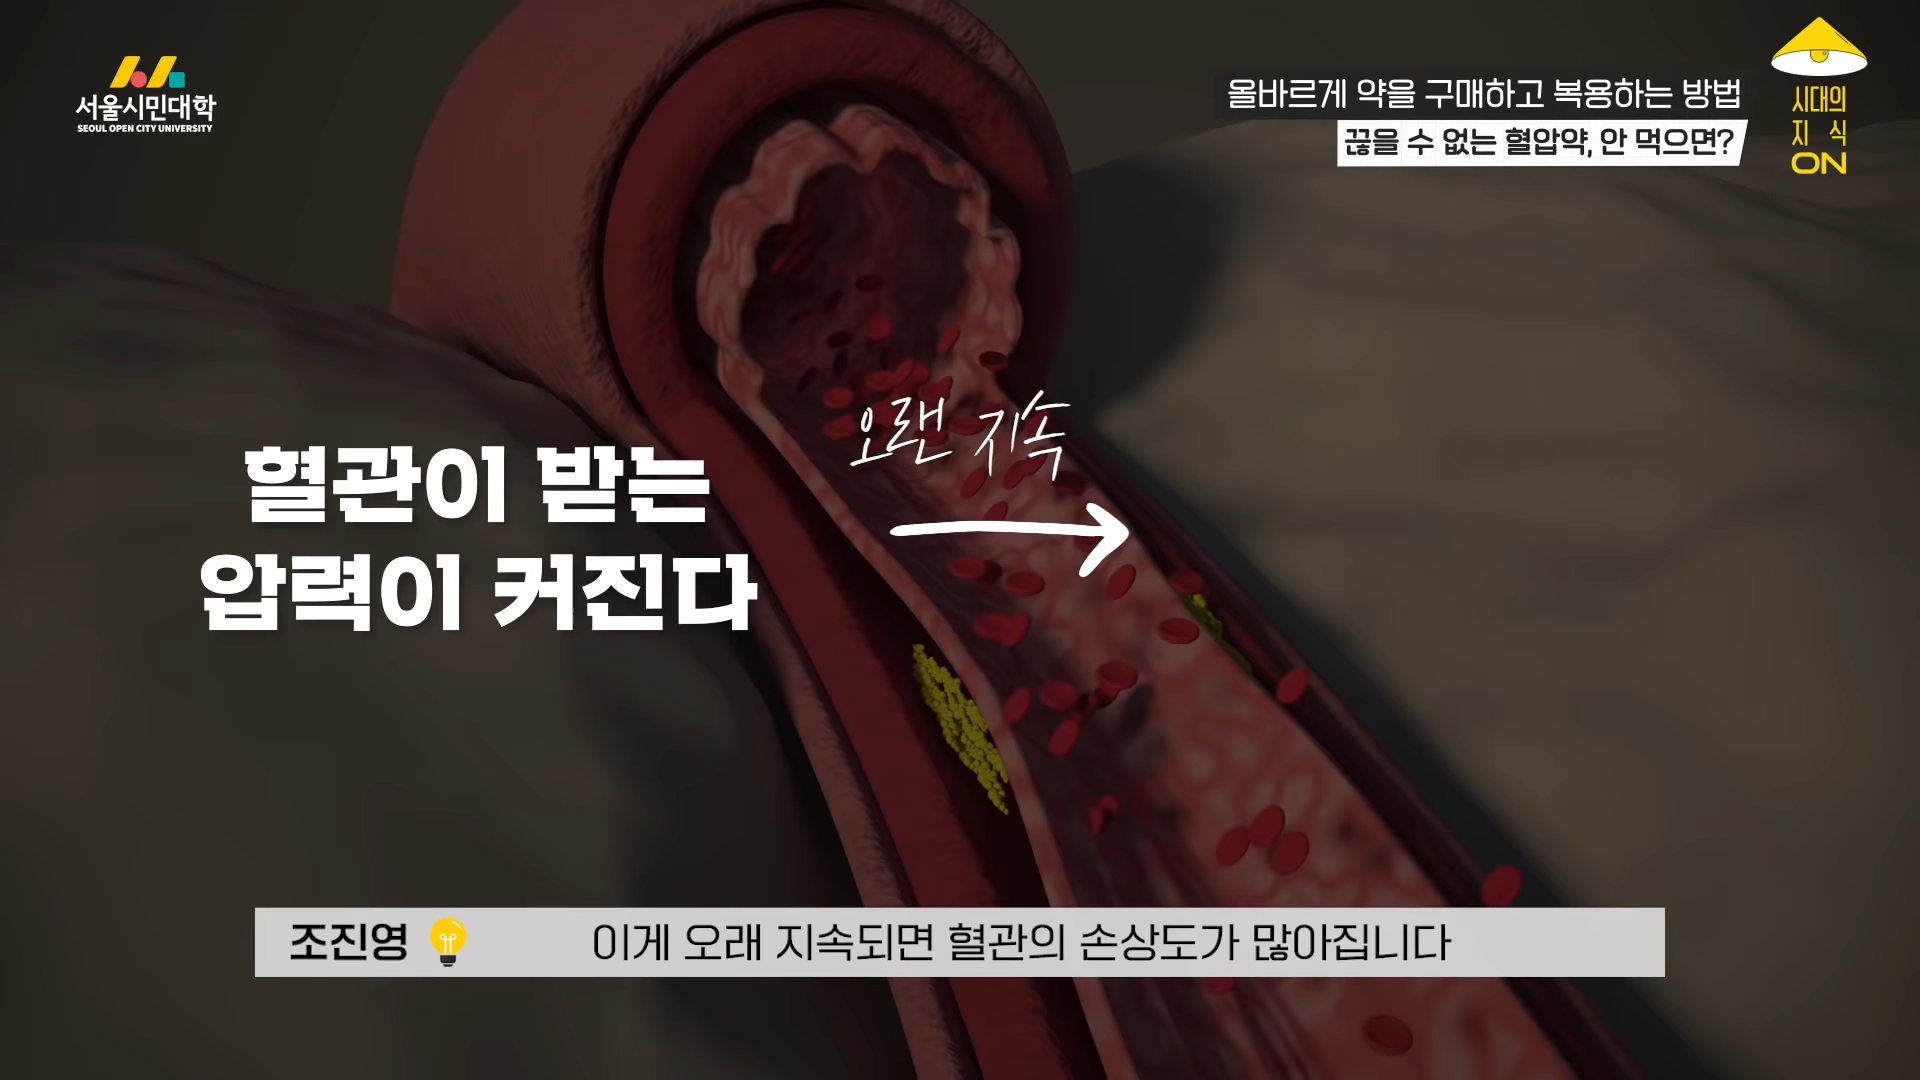 서울시민대학
SEOUL OPEN CITY UNIVERSITY
올바르게 약을 구매하고 복용하는 방법
끊을 수 없는 혈압약, 안 먹으면?
시대의
지 식
ON
오랜 지속
혈관이 받는
압력이 커진다
조진영
이게 오래 지속되면 혈관의 손상도가 많아집니다